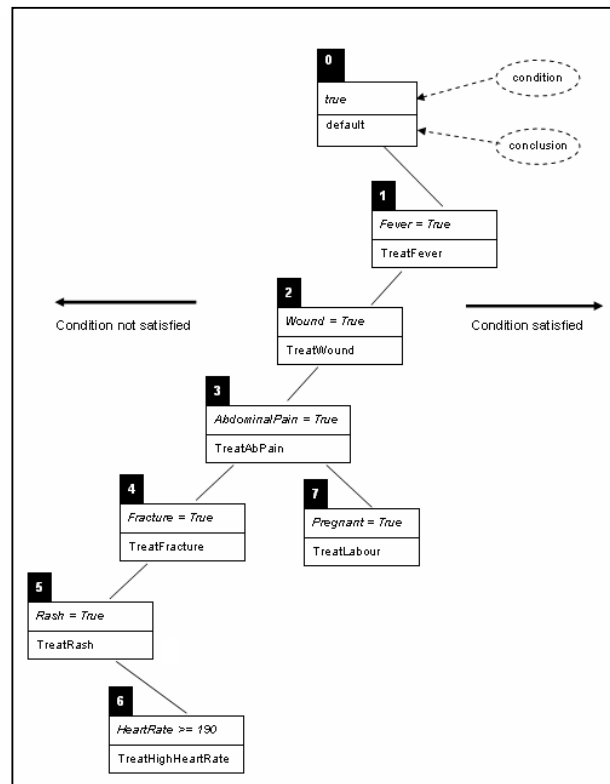 0
true
default
condition
conclusion
1
Fever = True
TreatFever
Condition not satisfied
Condition satisfied
2
Wound = True
TreatWound
3
AbdominalPain = True
TreatAbPain
4
Fracture = True
TreatFracture
7
Pregnant = True
TreatLabour
5
Rash = True
TreatRash
6
HeartRate >= 190
TreatHighHeartRate